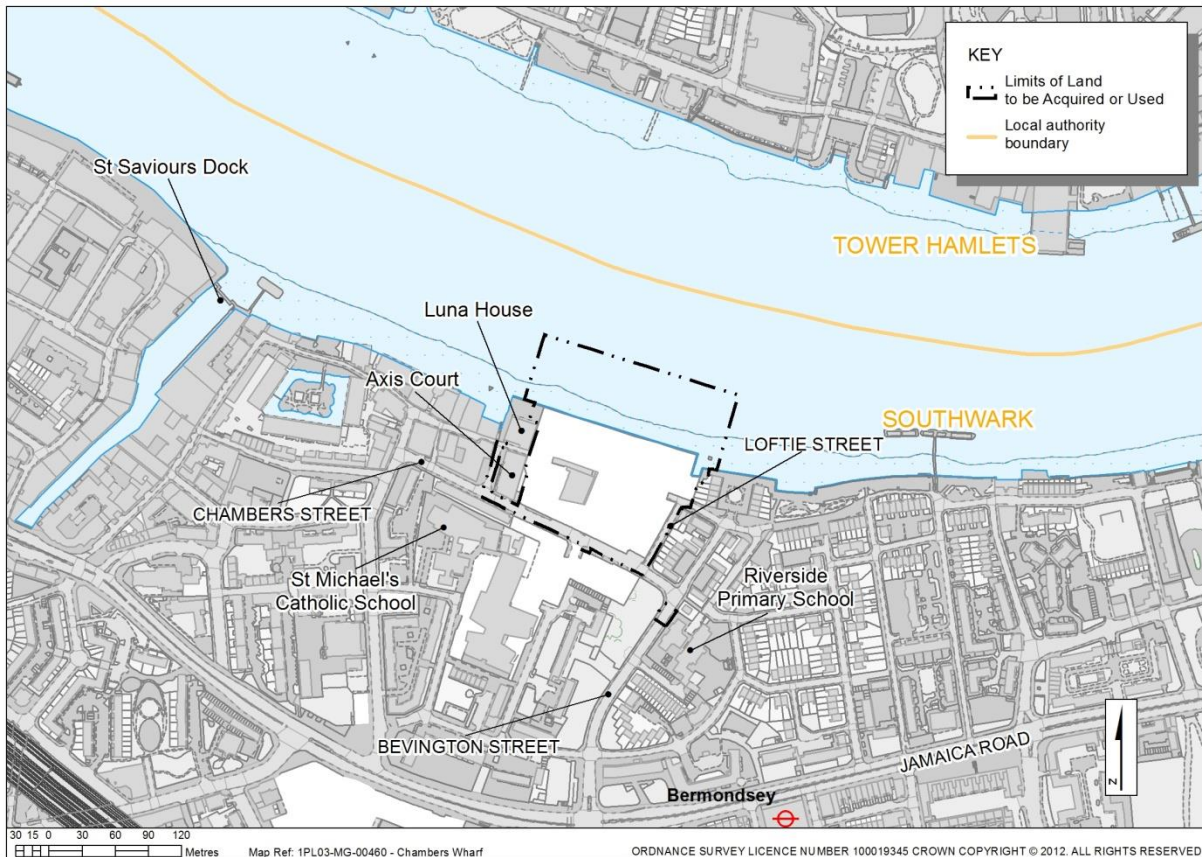 KEY
Limits of Land
to be Acquired or Used
Local authority
boundary
St Saviours Dock
TOWER HAMLETS
Luna House
Axis Court
SOUTHWARK
LOFTIE STREET
CHAMBERS STREET
St Michael's
Catholic School
Riverside
Primary School
BEVINGTON STREET
JAMAICA ROAD
Bermondsey
N
30 15 0 30 60 90 120
Metres
Map Ref: 1PL03-MG-00460 - Chambers Wharf
ORDNANCE SURVEY LICENCE NUMBER 100019345 CROWN COPYRIGHT © 2012. ALL RIGHTS RESERVED